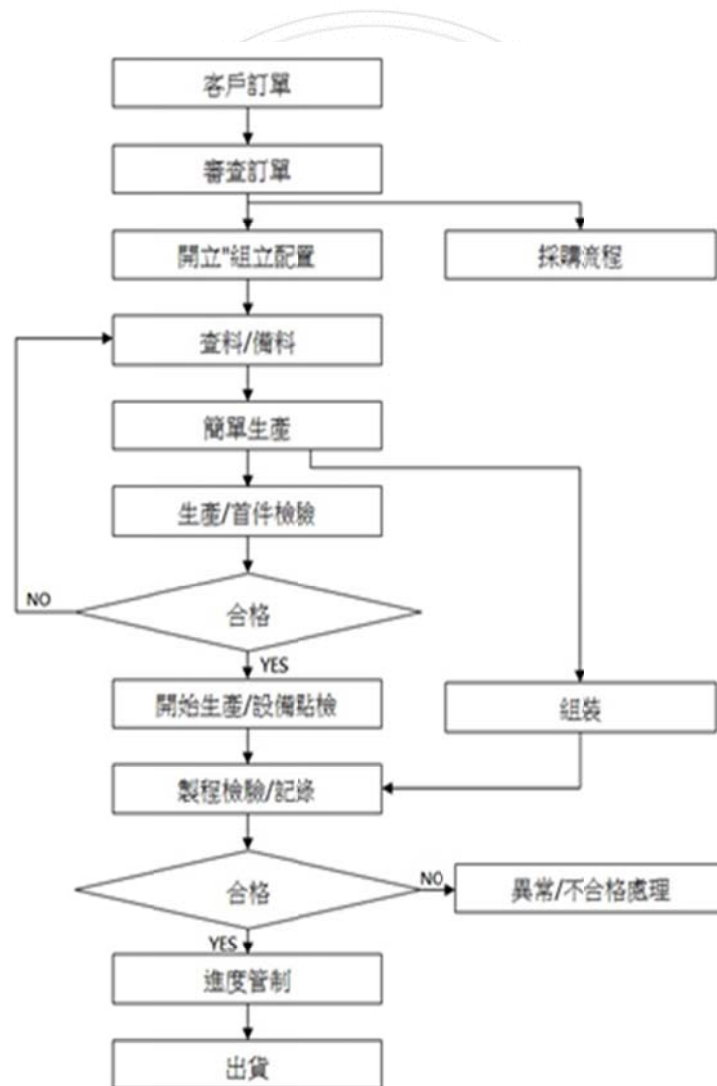 客戶訂單
審查訂單
開立"組立配置
採購流程
查料/備料
簡單生產
生產/首件檢驗
合格
NO
YES
開始生產/設備點檢
組裝
製程檢驗/記錄
合格
NO
異常/不合格處理
YES
進度管制
出貨